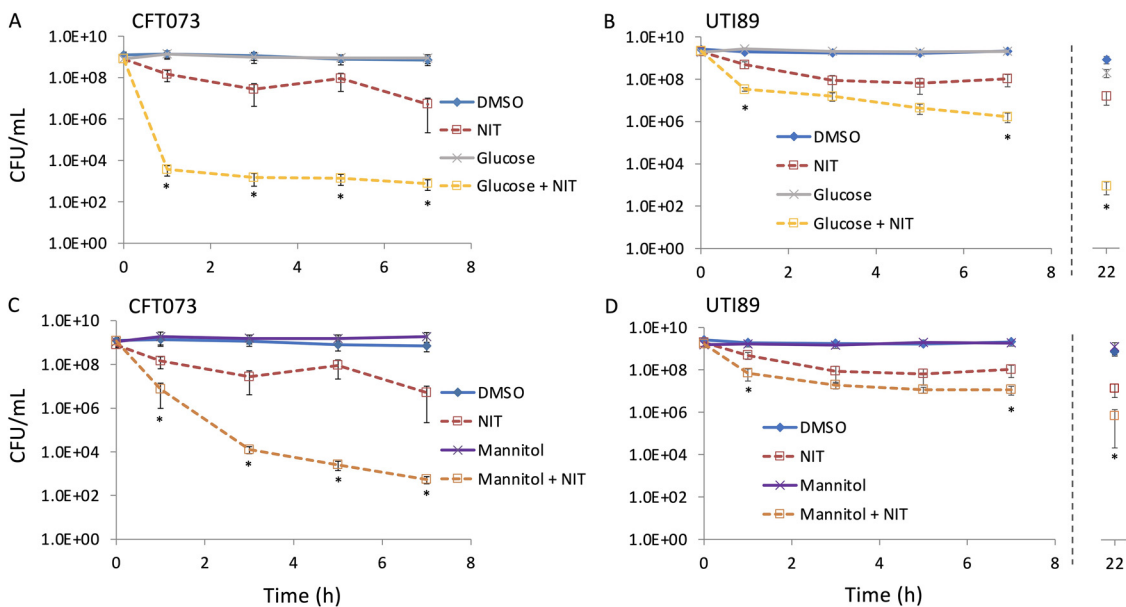 A CFT073
1.0E+10
1.0E+08
1.0E+06
1.0E+04
1.0E+02
1.0E+00
CFU/mL
0 2 4 6 8
DMSO
NIT
Glucose
Glucose + NIT
* * * *
B UTI89
1.0E+10
1.0E+08
1.0E+06
1.0E+04
1.0E+02
1.0E+00
0 2 4 6 8 22
DMSO
NIT
Glucose
Glucose + NIT
* * *
C CFT073
1.0E+10
1.0E+08
1.0E+06
1.0E+04
1.0E+02
1.0E+00
CFU/mL
0 2 4 6 8
Time (h)
DMSO
NIT
Mannitol
Mannitol + NIT
* * * *
D UTI89
1.0E+10
1.0E+08
1.0E+06
1.0E+04
1.0E+02
1.0E+00
0 2 4 6 8 22
Time (h)
DMSO
NIT
Mannitol
Mannitol + NIT
* * *